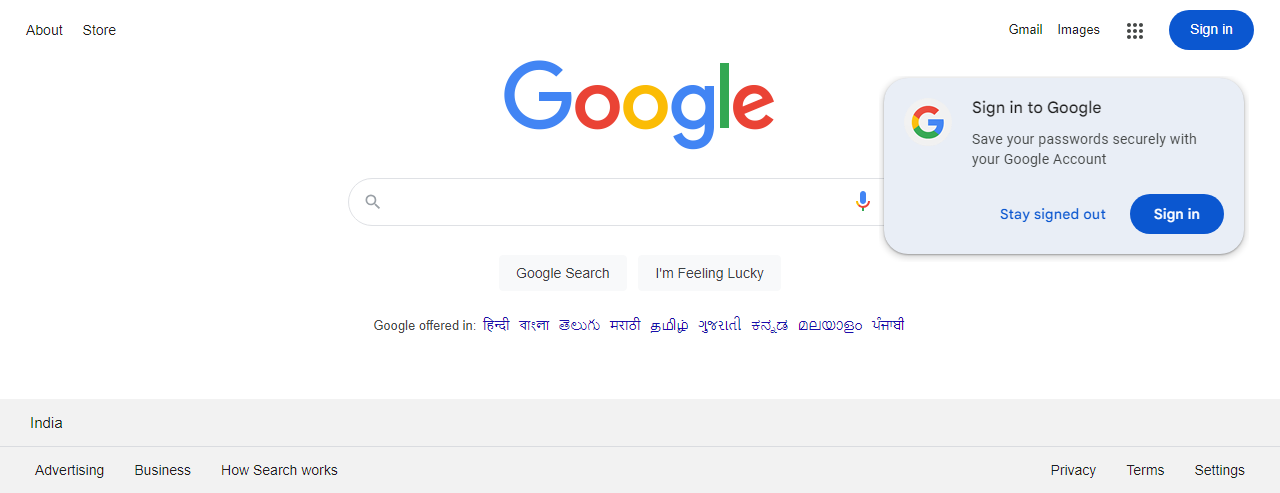 About Store Gmail Images Sign in
Google
Sign in to Google
Save your passwords securely with
your Google Account
Stay signed out Sign in
Google Search I'm Feeling Lucky
Google offered in: हिन्दी বাংলা తెలుగు मराठी தமிழ் ગુજરાતી ಕನ್ನಡ മലയാളം ਪੰਜਾਬੀ
India
Advertising Business How Search works Privacy Terms Settings